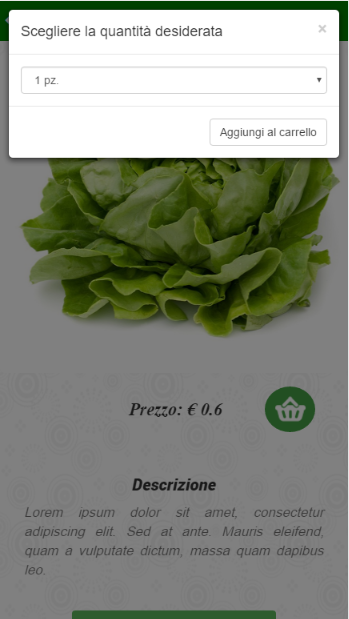 Scegliere la quantità desiderata
×
1 pz.
Aggiungi al carrello
Prezzo: € 0.6
Descrizione
Lorem ipsum dolor sit amet, consectetur
adipiscing elit. Sed at ante. Mauris eleifend,
quam a vulputate dictum, massa quam dapibus
leo.